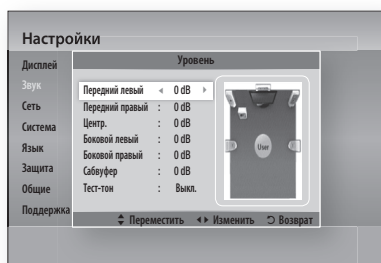 Настройки
Дисплей
Звук
Сеть
Система
Язык
Защита
Общие
Поддержка
Уровень
Передний левый ◄ 0 dB ►
Передний правый : 0 dB
Центр. : 0 dB
Боковой левый : 0 dB
Боковой правый : 0 dB
Сабвуфер : 0 dB
Тест-тон : Выкл.
User
Переместить Изменить Возврат